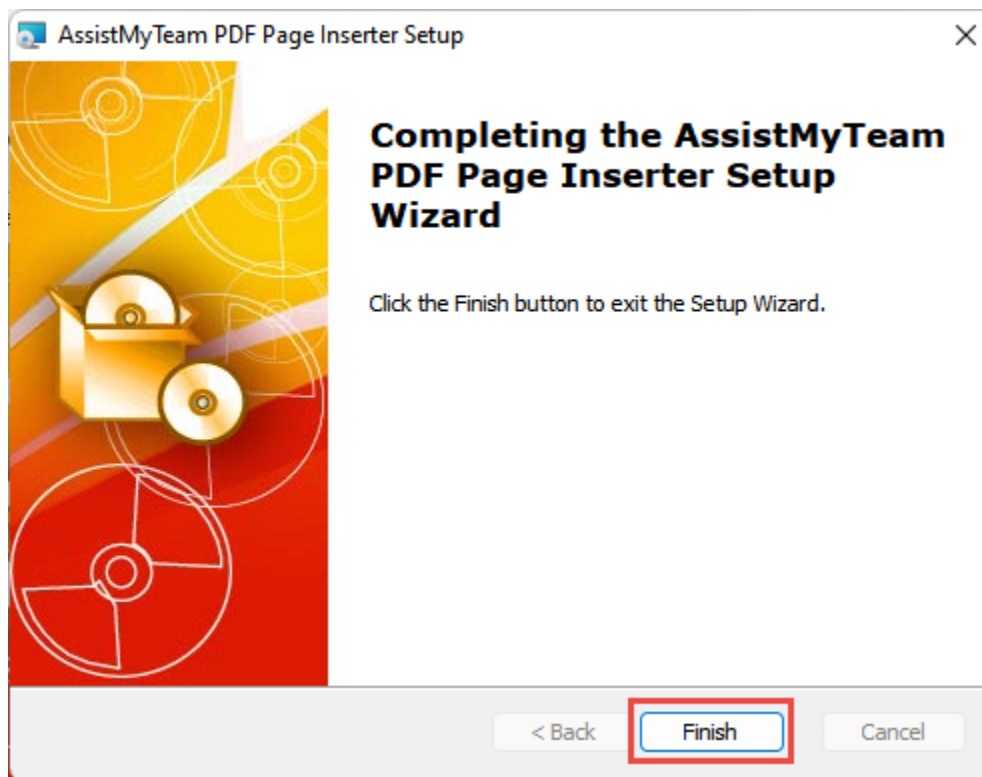 AssistMyTeam PDF Page Inserter Setup
Completing the AssistMyTeam
PDF Page Inserter Setup
Wizard
Click the Finish button to exit the Setup Wizard.
< Back
Finish
Cancel